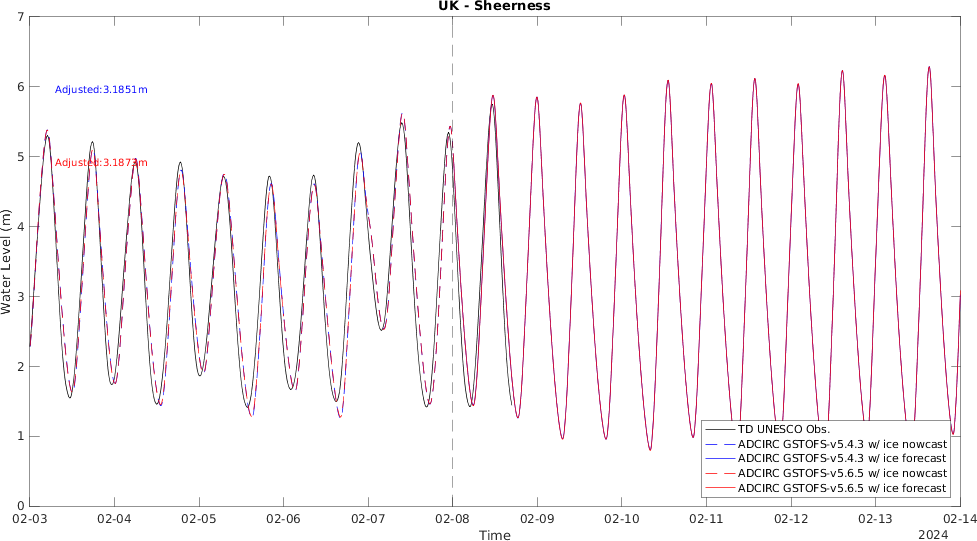 UK - Sheerness
7
6
5
4
3
2
1
0
Water Level (m)
Adjusted:3.1851m
Adjusted:3.1873m
TD UNESCO Obs.
ADCIRC GSTOFS-v5.4.3 w/ ice nowcast
ADCIRC GSTOFS-v5.4.3 w/ ice forecast
ADCIRC GSTOFS-v5.6.5 w/ ice nowcast
ADCIRC GSTOFS-v5.6.5 w/ ice forecast
02-03 02-04 02-05 02-06 02-07 02-08 02-09 02-10 02-11 02-12 02-13 02-14
Time
2024